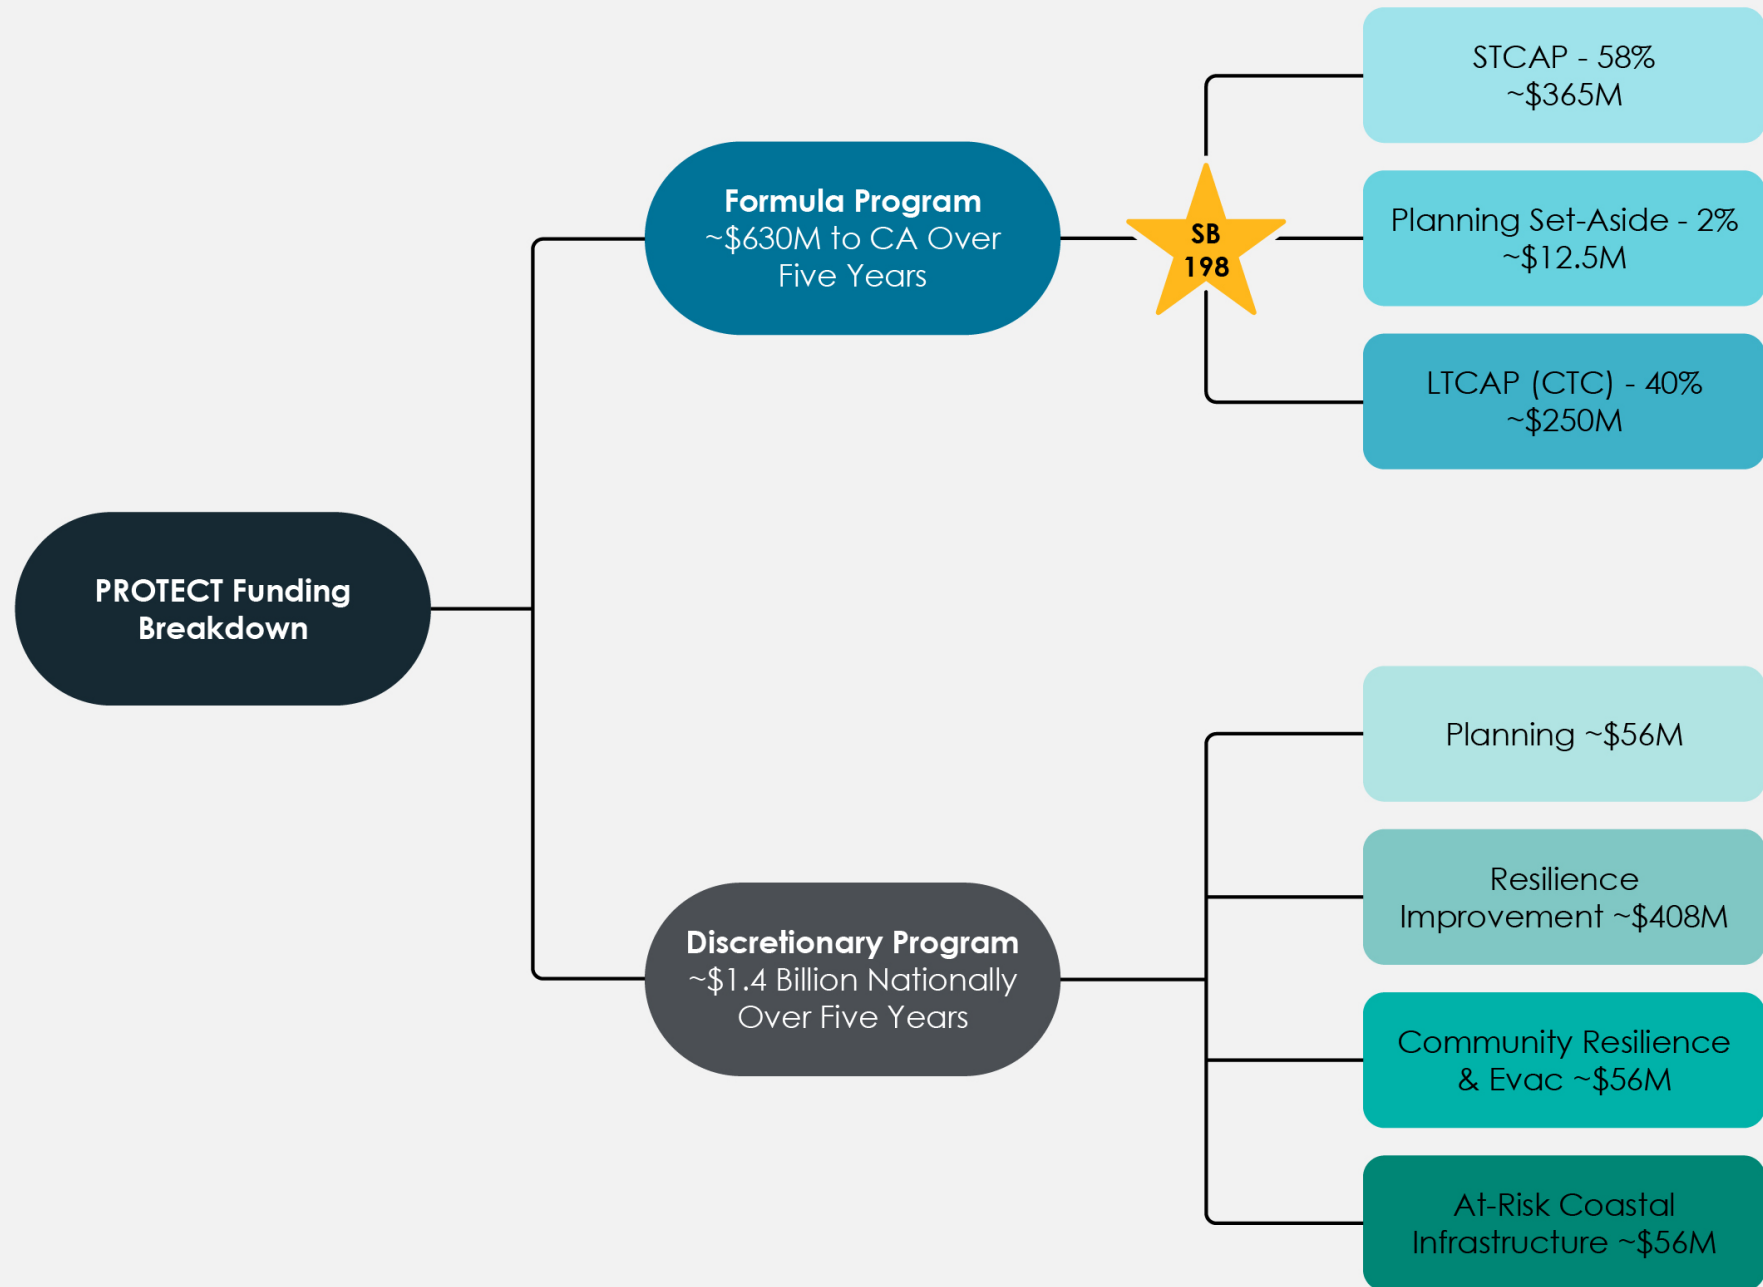 PROTECT Funding
Breakdown
Formula Program
~$630M to CA Over
Five Years
SB
198
STCAP - 58%
~$365M
Planning Set-Aside - 2%
~$12.5M
LTCAP (CTC) - 40%
~$250M
Discretionary Program
~$1.4 Billion Nationally
Over Five Years
Planning ~$56M
Resilience
Improvement ~$408M
Community Resilience
& Evac ~$56M
At-Risk Coastal
Infrastructure ~$56M